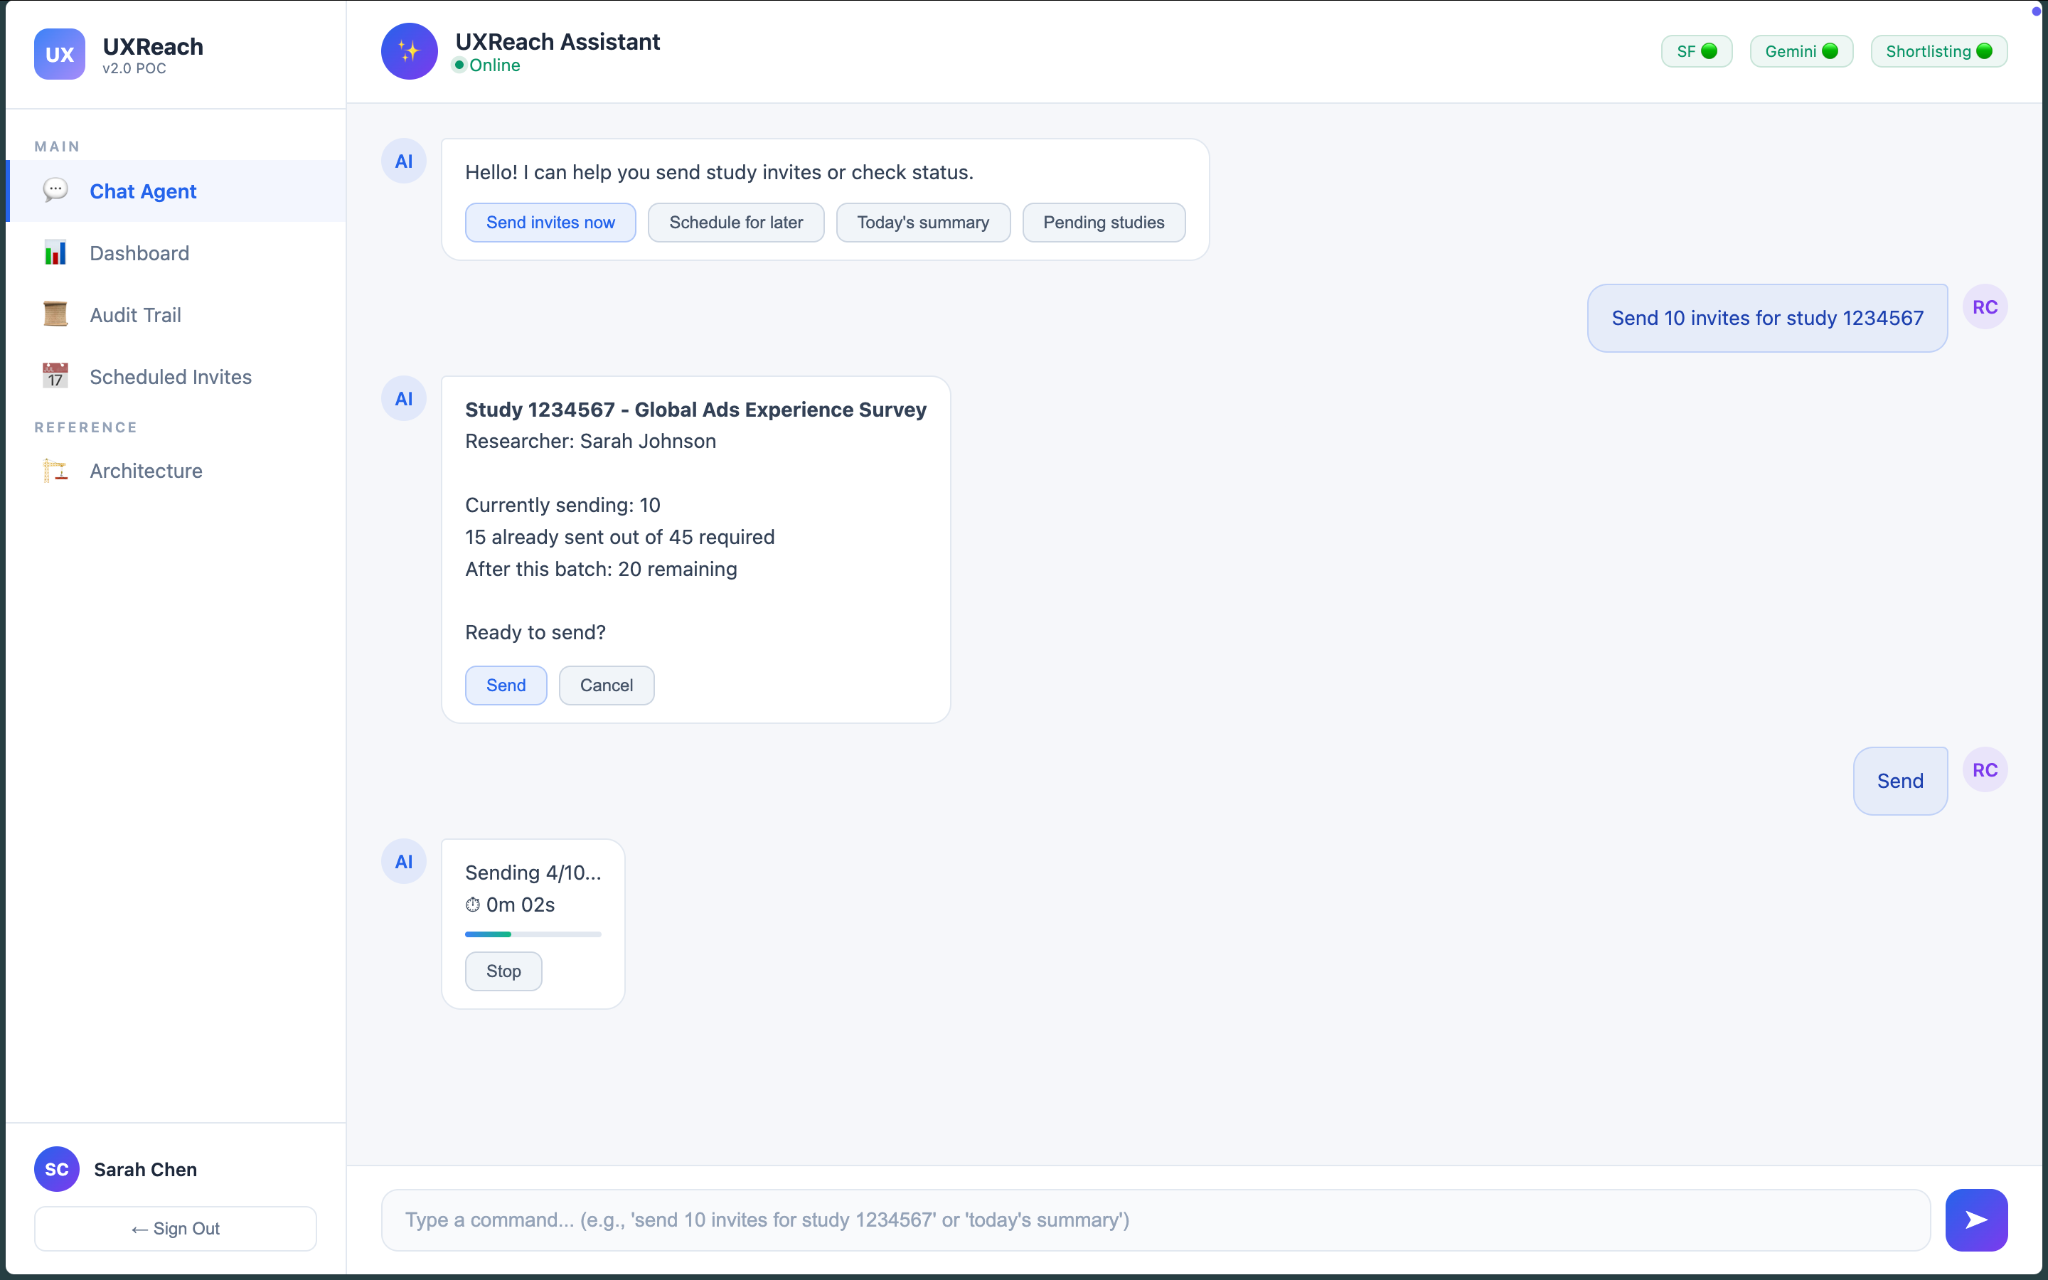 UX
UXReach
v2.0 POC
MAIN
Chat Agent
Dashboard
Audit Trail
17
Scheduled Invites
REFERENCE
Architecture
SC
Sarah Chen
← Sign Out
UXReach Assistant
Online
SF
Gemini
Shortlisting
AI
Hello! I can help you send study invites or check status.
Send invites now
Schedule for later
Today's summary
Pending studies
Send 10 invites for study 1234567
RC
AI
Study 1234567 - Global Ads Experience Survey
Researcher: Sarah Johnson
Currently sending: 10
15 already sent out of 45 required
After this batch: 20 remaining
Ready to send?
Send
Cancel
Send
RC
AI
Sending 4/10...
⏱ 0m 02s
Stop
Type a command... (e.g., 'send 10 invites for study 1234567' or 'today's summary')